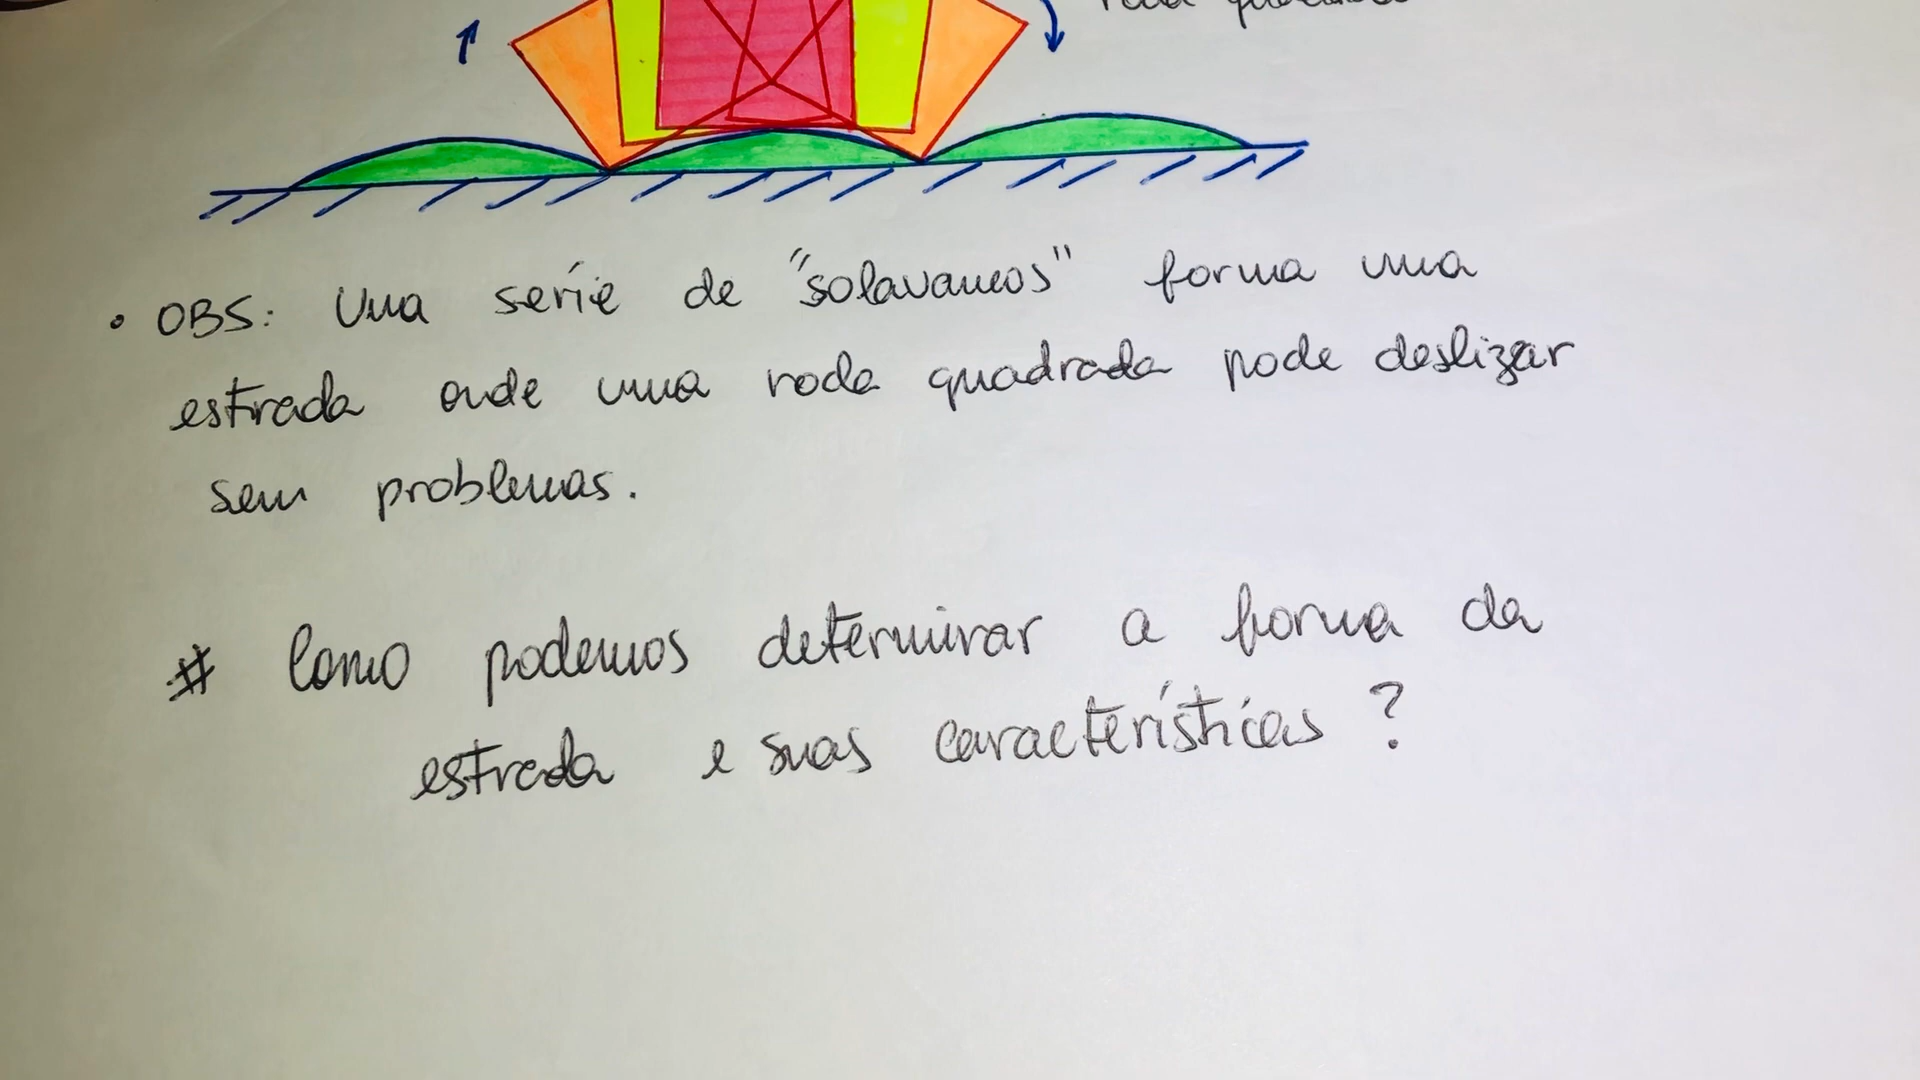 • OBS: Uma série de "solavancos" forma uma
estrada onde uma roda quadrada pode deslizar
sem problemas.
# Como podemos determinar a forma da
estrada e suas características?